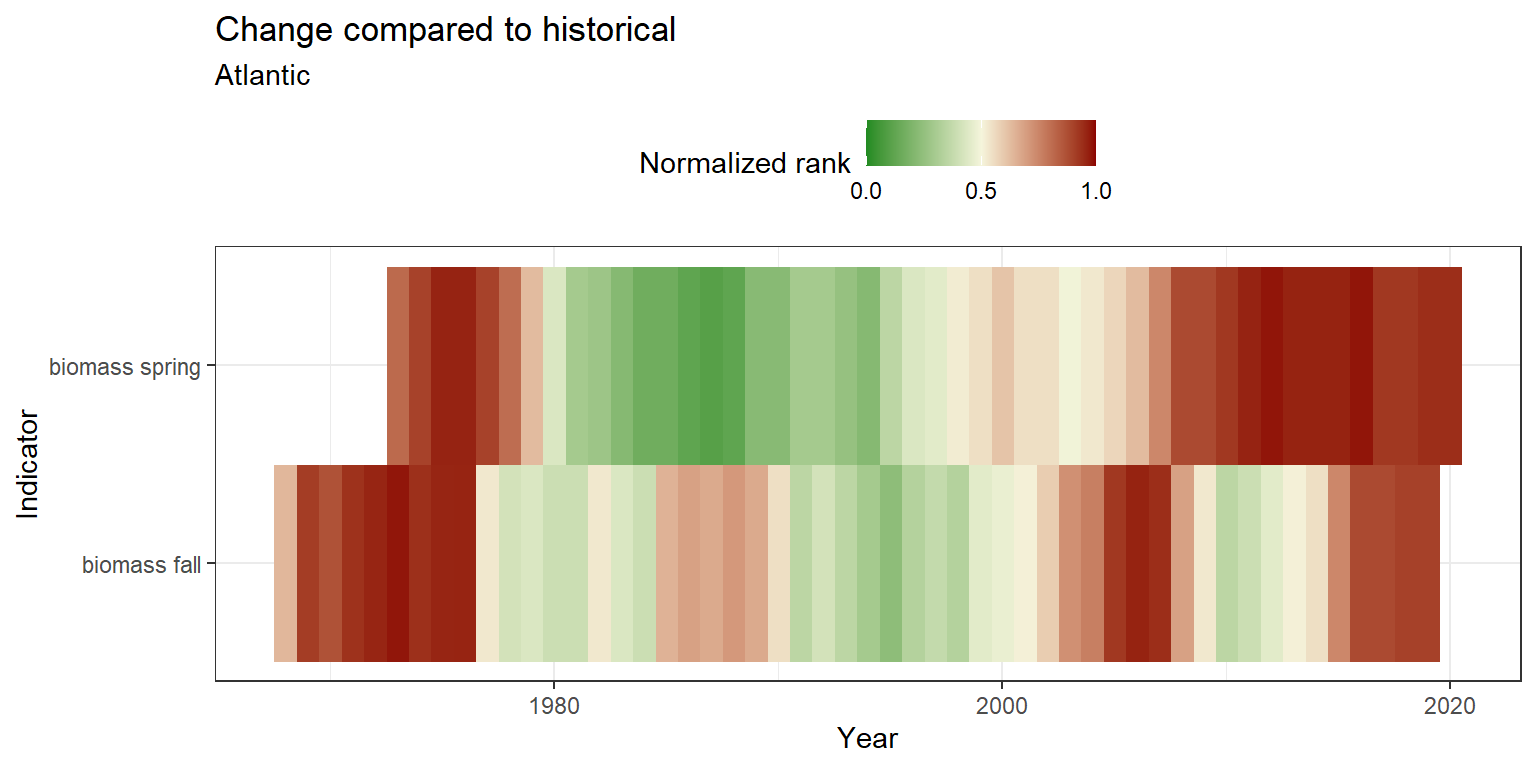 Change compared to historical
Atlantic
Normalized rank
0.0 0.5 1.0
Indicator
biomass spring
biomass fall
1980 2000 2020
Year